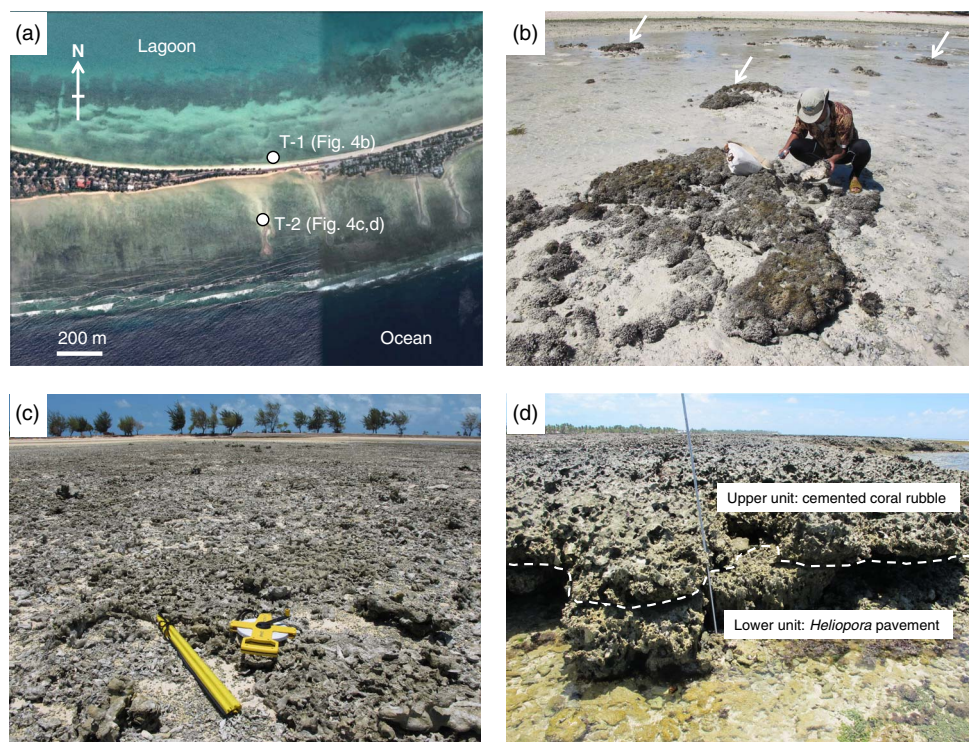 (a)
Lagoon
N
T-1 (Fig. 4b)
T-2 (Fig. 4c,d)
200 m
Ocean
(b)
(c)
(d)
Upper unit: cemented coral rubble
Lower unit: Heliopora pavement